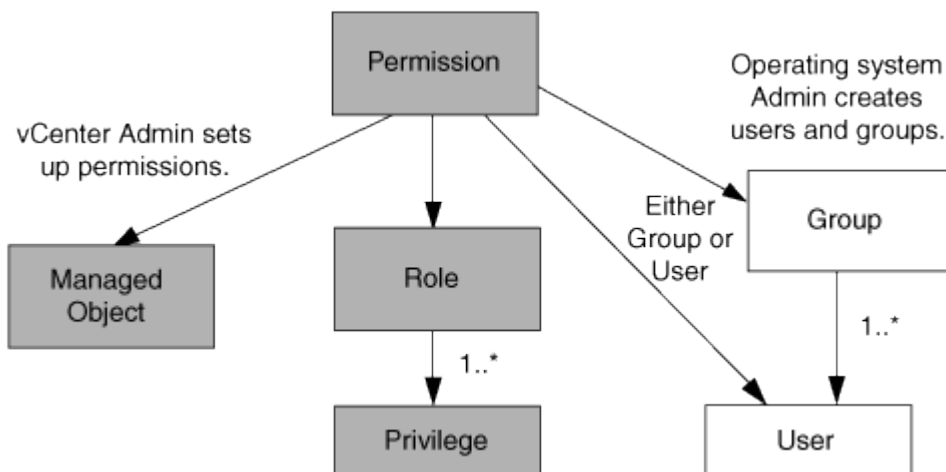 Permission
Operating system
Admin creates
users and groups.
vCenter Admin sets
up permissions.
Either
Group or
User
Group
Managed
Object
Role
1..*
1..*
Privilege
User